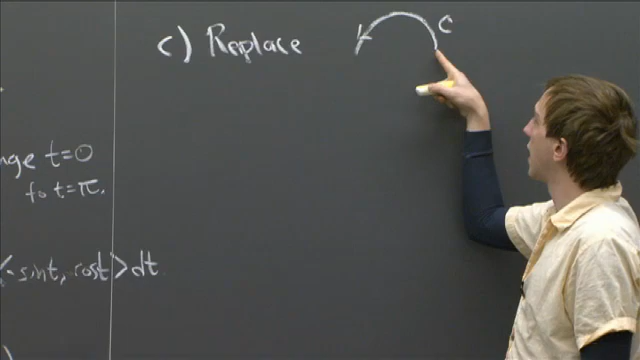 c) Replace
C
nge t=0
to t=π.
<-sint, cost>dt